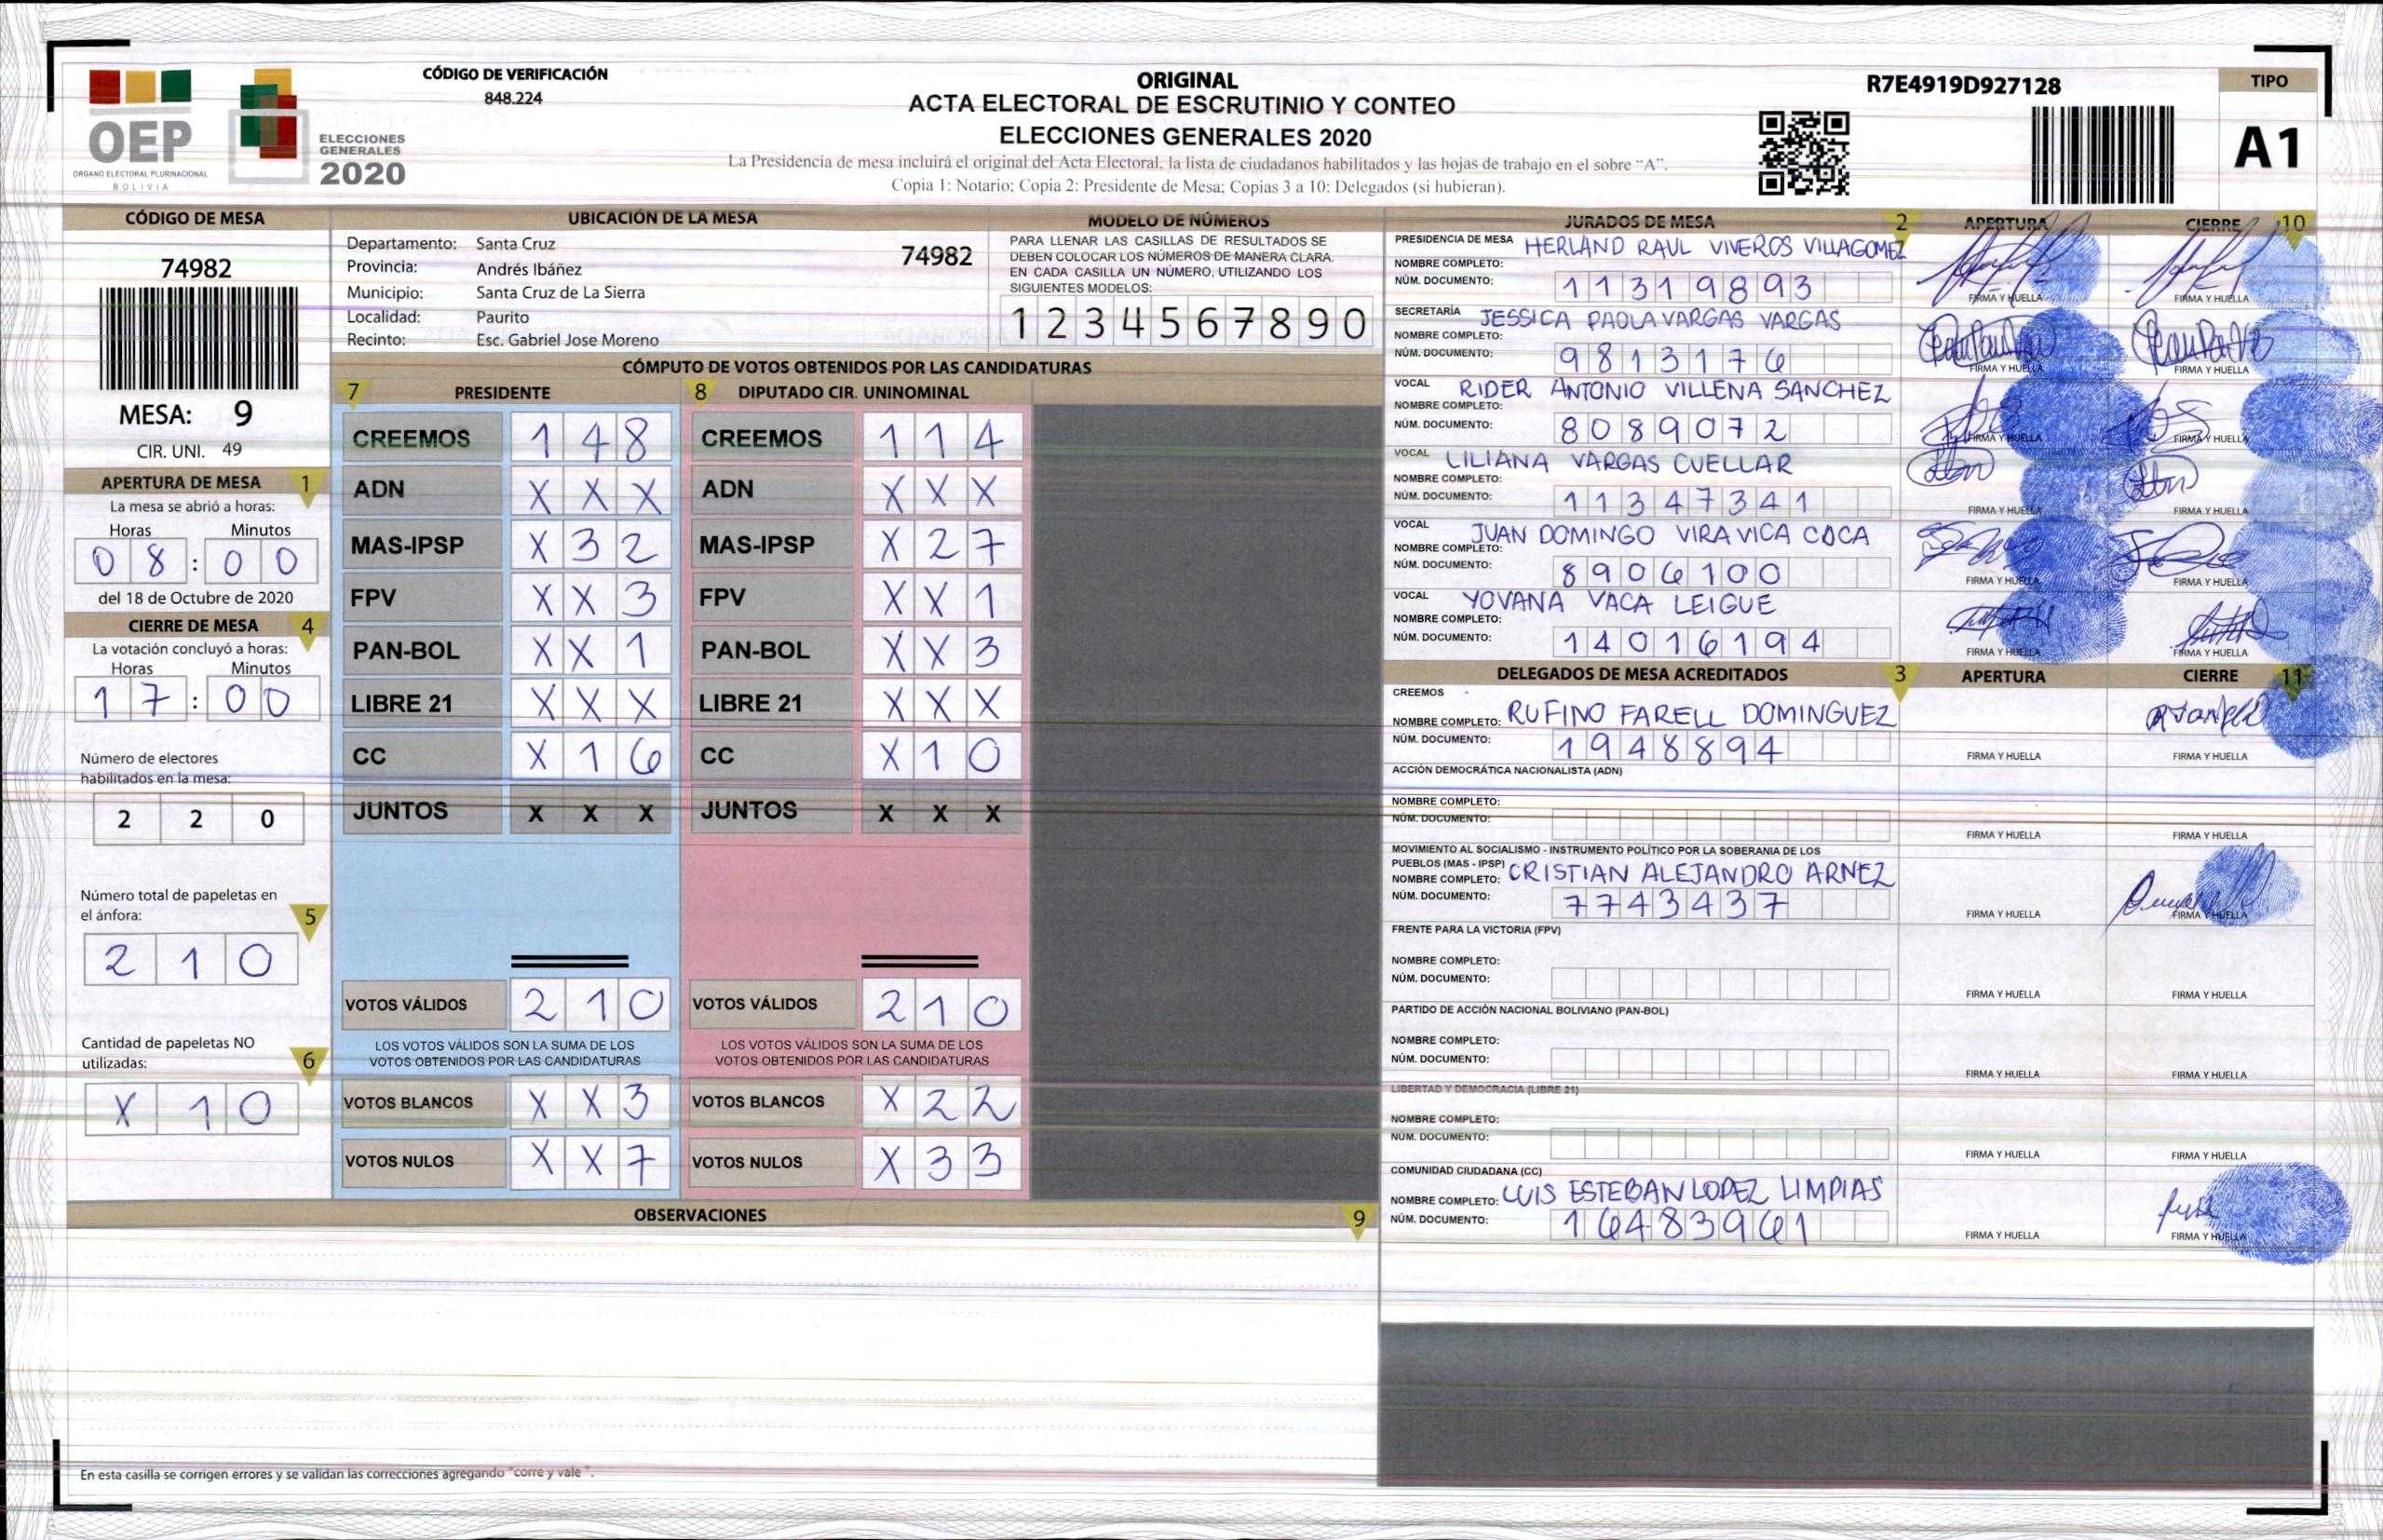 CÓDIGO DE VERIFICACIÓN
848.224
OEP
ÓRGANO ELECTORAL PLURINACIONAL
BOLIVIA
ELECCIONES
GENERALES
2020
ORIGINAL
ACTA ELECTORAL DE ESCRUTINIO Y CONTEO
ELECCIONES GENERALES 2020
La Presidencia de mesa incluirá el original del Acta Electoral, la lista de ciudadanos habilitados y las hojas de trabajo en el sobre "A".
Copia 1: Notario; Copia 2: Presidente de Mesa; Copias 3 a 10: Delegados (si hubieran).
R7E4919D927128
TIPO
A1
CÓDIGO DE MESA
74982
MESA: 9
CIR. UNI. 49
APERTURA DE MESA 1
La mesa se abrió a horas:
Horas Minutos
0 8 : 0 0
del 18 de Octubre de 2020
CIERRE DE MESA 4
La votación concluyó a horas:
Horas Minutos
1 7 : 0 0
Número de electores
habilitados en la mesa:
2 2 0
Número total de papeletas en
el ánfora: 5
2 1 0
Cantidad de papeletas NO
utilizadas: 6
X 1 0
UBICACIÓN DE LA MESA
Departamento: Santa Cruz 74982
Provincia: Andrés Ibáñez
Municipio: Santa Cruz de La Sierra
Localidad: Paurito
Recinto: Esc. Gabriel Jose Moreno
MODELO DE NÚMEROS
PARA LLENAR LAS CASILLAS DE RESULTADOS SE
DEBEN COLOCAR LOS NÚMEROS DE MANERA CLARA.
EN CADA CASILLA UN NÚMERO, UTILIZANDO LOS
SIGUIENTES MODELOS:
1 2 3 4 5 6 7 8 9 0
CÓMPUTO DE VOTOS OBTENIDOS POR LAS CANDIDATURAS
7 PRESIDENTE
CREEMOS 1 4 8
ADN X X X
MAS-IPSP X 3 2
FPV X X 3
PAN-BOL X X 1
LIBRE 21 X X X
CC X 1 6
JUNTOS X X X
VOTOS VÁLIDOS 2 1 0
LOS VOTOS VÁLIDOS SON LA SUMA DE LOS
VOTOS OBTENIDOS POR LAS CANDIDATURAS
VOTOS BLANCOS X X 3
VOTOS NULOS X X 7
8 DIPUTADO CIR. UNINOMINAL
CREEMOS 1 1 4
ADN X X X
MAS-IPSP X 2 7
FPV X X 1
PAN-BOL X X 3
LIBRE 21 X X X
CC X 1 0
JUNTOS X X X
VOTOS VÁLIDOS 2 1 0
LOS VOTOS VÁLIDOS SON LA SUMA DE LOS
VOTOS OBTENIDOS POR LAS CANDIDATURAS
VOTOS BLANCOS X 2 2
VOTOS NULOS X 3 3
OBSERVACIONES 9
En esta casilla se corrigen errores y se validan las correcciones agregando "corre y vale".
JURADOS DE MESA 2 APERTURA CIERRE 10
PRESIDENCIA DE MESA HERLAND RAUL VIVEROS VILLAGOMEZ
NOMBRE COMPLETO:
NÚM. DOCUMENTO: 11319893
FIRMA Y HUELLA FIRMA Y HUELLA
SECRETARÍA JESSICA PAOLA VARGAS VARGAS
NOMBRE COMPLETO:
NÚM. DOCUMENTO: 9813176
FIRMA Y HUELLA FIRMA Y HUELLA
VOCAL RIDER ANTONIO VILLENA SANCHEZ
NOMBRE COMPLETO:
NÚM. DOCUMENTO: 8089072
FIRMA Y HUELLA FIRMA Y HUELLA
VOCAL LILIANA VARGAS CUELLAR
NOMBRE COMPLETO:
NÚM. DOCUMENTO: 11347341
FIRMA Y HUELLA FIRMA Y HUELLA
VOCAL JUAN DOMINGO VIRAVICA COCA
NOMBRE COMPLETO:
NÚM. DOCUMENTO: 8906100
FIRMA Y HUELLA FIRMA Y HUELLA
VOCAL YOVANA VACA LEIGUE
NOMBRE COMPLETO:
NÚM. DOCUMENTO: 14016194
FIRMA Y HUELLA FIRMA Y HUELLA
DELEGADOS DE MESA ACREDITADOS 3 APERTURA CIERRE 11
CREEMOS
NOMBRE COMPLETO: RUFINO FARELL DOMINGUEZ
NÚM. DOCUMENTO: 1948894
FIRMA Y HUELLA FIRMA Y HUELLA
ACCIÓN DEMOCRÁTICA NACIONALISTA (ADN)
NOMBRE COMPLETO:
NÚM. DOCUMENTO:
FIRMA Y HUELLA FIRMA Y HUELLA
MOVIMIENTO AL SOCIALISMO - INSTRUMENTO POLÍTICO POR LA SOBERANIA DE LOS
PUEBLOS (MAS - IPSP)
NOMBRE COMPLETO: CRISTIAN ALEJANDRO ARNEZ
NÚM. DOCUMENTO: 7743437
FIRMA Y HUELLA FIRMA Y HUELLA
FRENTE PARA LA VICTORIA (FPV)
NOMBRE COMPLETO:
NÚM. DOCUMENTO:
FIRMA Y HUELLA FIRMA Y HUELLA
PARTIDO DE ACCIÓN NACIONAL BOLIVIANO (PAN-BOL)
NOMBRE COMPLETO:
NÚM. DOCUMENTO:
FIRMA Y HUELLA FIRMA Y HUELLA
LIBERTAD Y DEMOCRACIA (LIBRE 21)
NOMBRE COMPLETO:
NÚM. DOCUMENTO:
FIRMA Y HUELLA FIRMA Y HUELLA
COMUNIDAD CIUDADANA (CC)
NOMBRE COMPLETO: LUIS ESTEBAN LOPEZ LIMPIAS
NÚM. DOCUMENTO: 16483961
FIRMA Y HUELLA FIRMA Y HUELLA